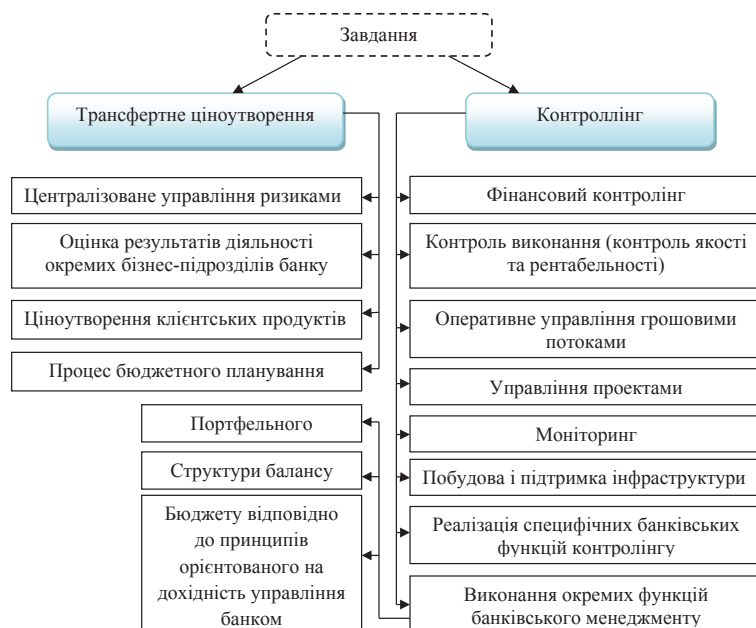 Завдання
Трансфертне ціноутворення
Контроллінг
Централізоване управління ризиками
Оцінка результатів діяльності
окремих бізнес-підрозділів банку
Ціноутворення клієнтських продуктів
Процес бюджетного планування
Портфельного
Структури балансу
Бюджету відповідно
до принципів
орієнтованого на
дохідність управління
банком
Фінансовий контролінг
Контроль виконання (контроль якості
та рентабельності)
Оперативне управління грошовими
потоками
Управління проектами
Моніторинг
Побудова і підтримка інфраструктури
Реалізація специфічних банківських
функцій контролінгу
Виконання окремих функцій
банківського менеджменту